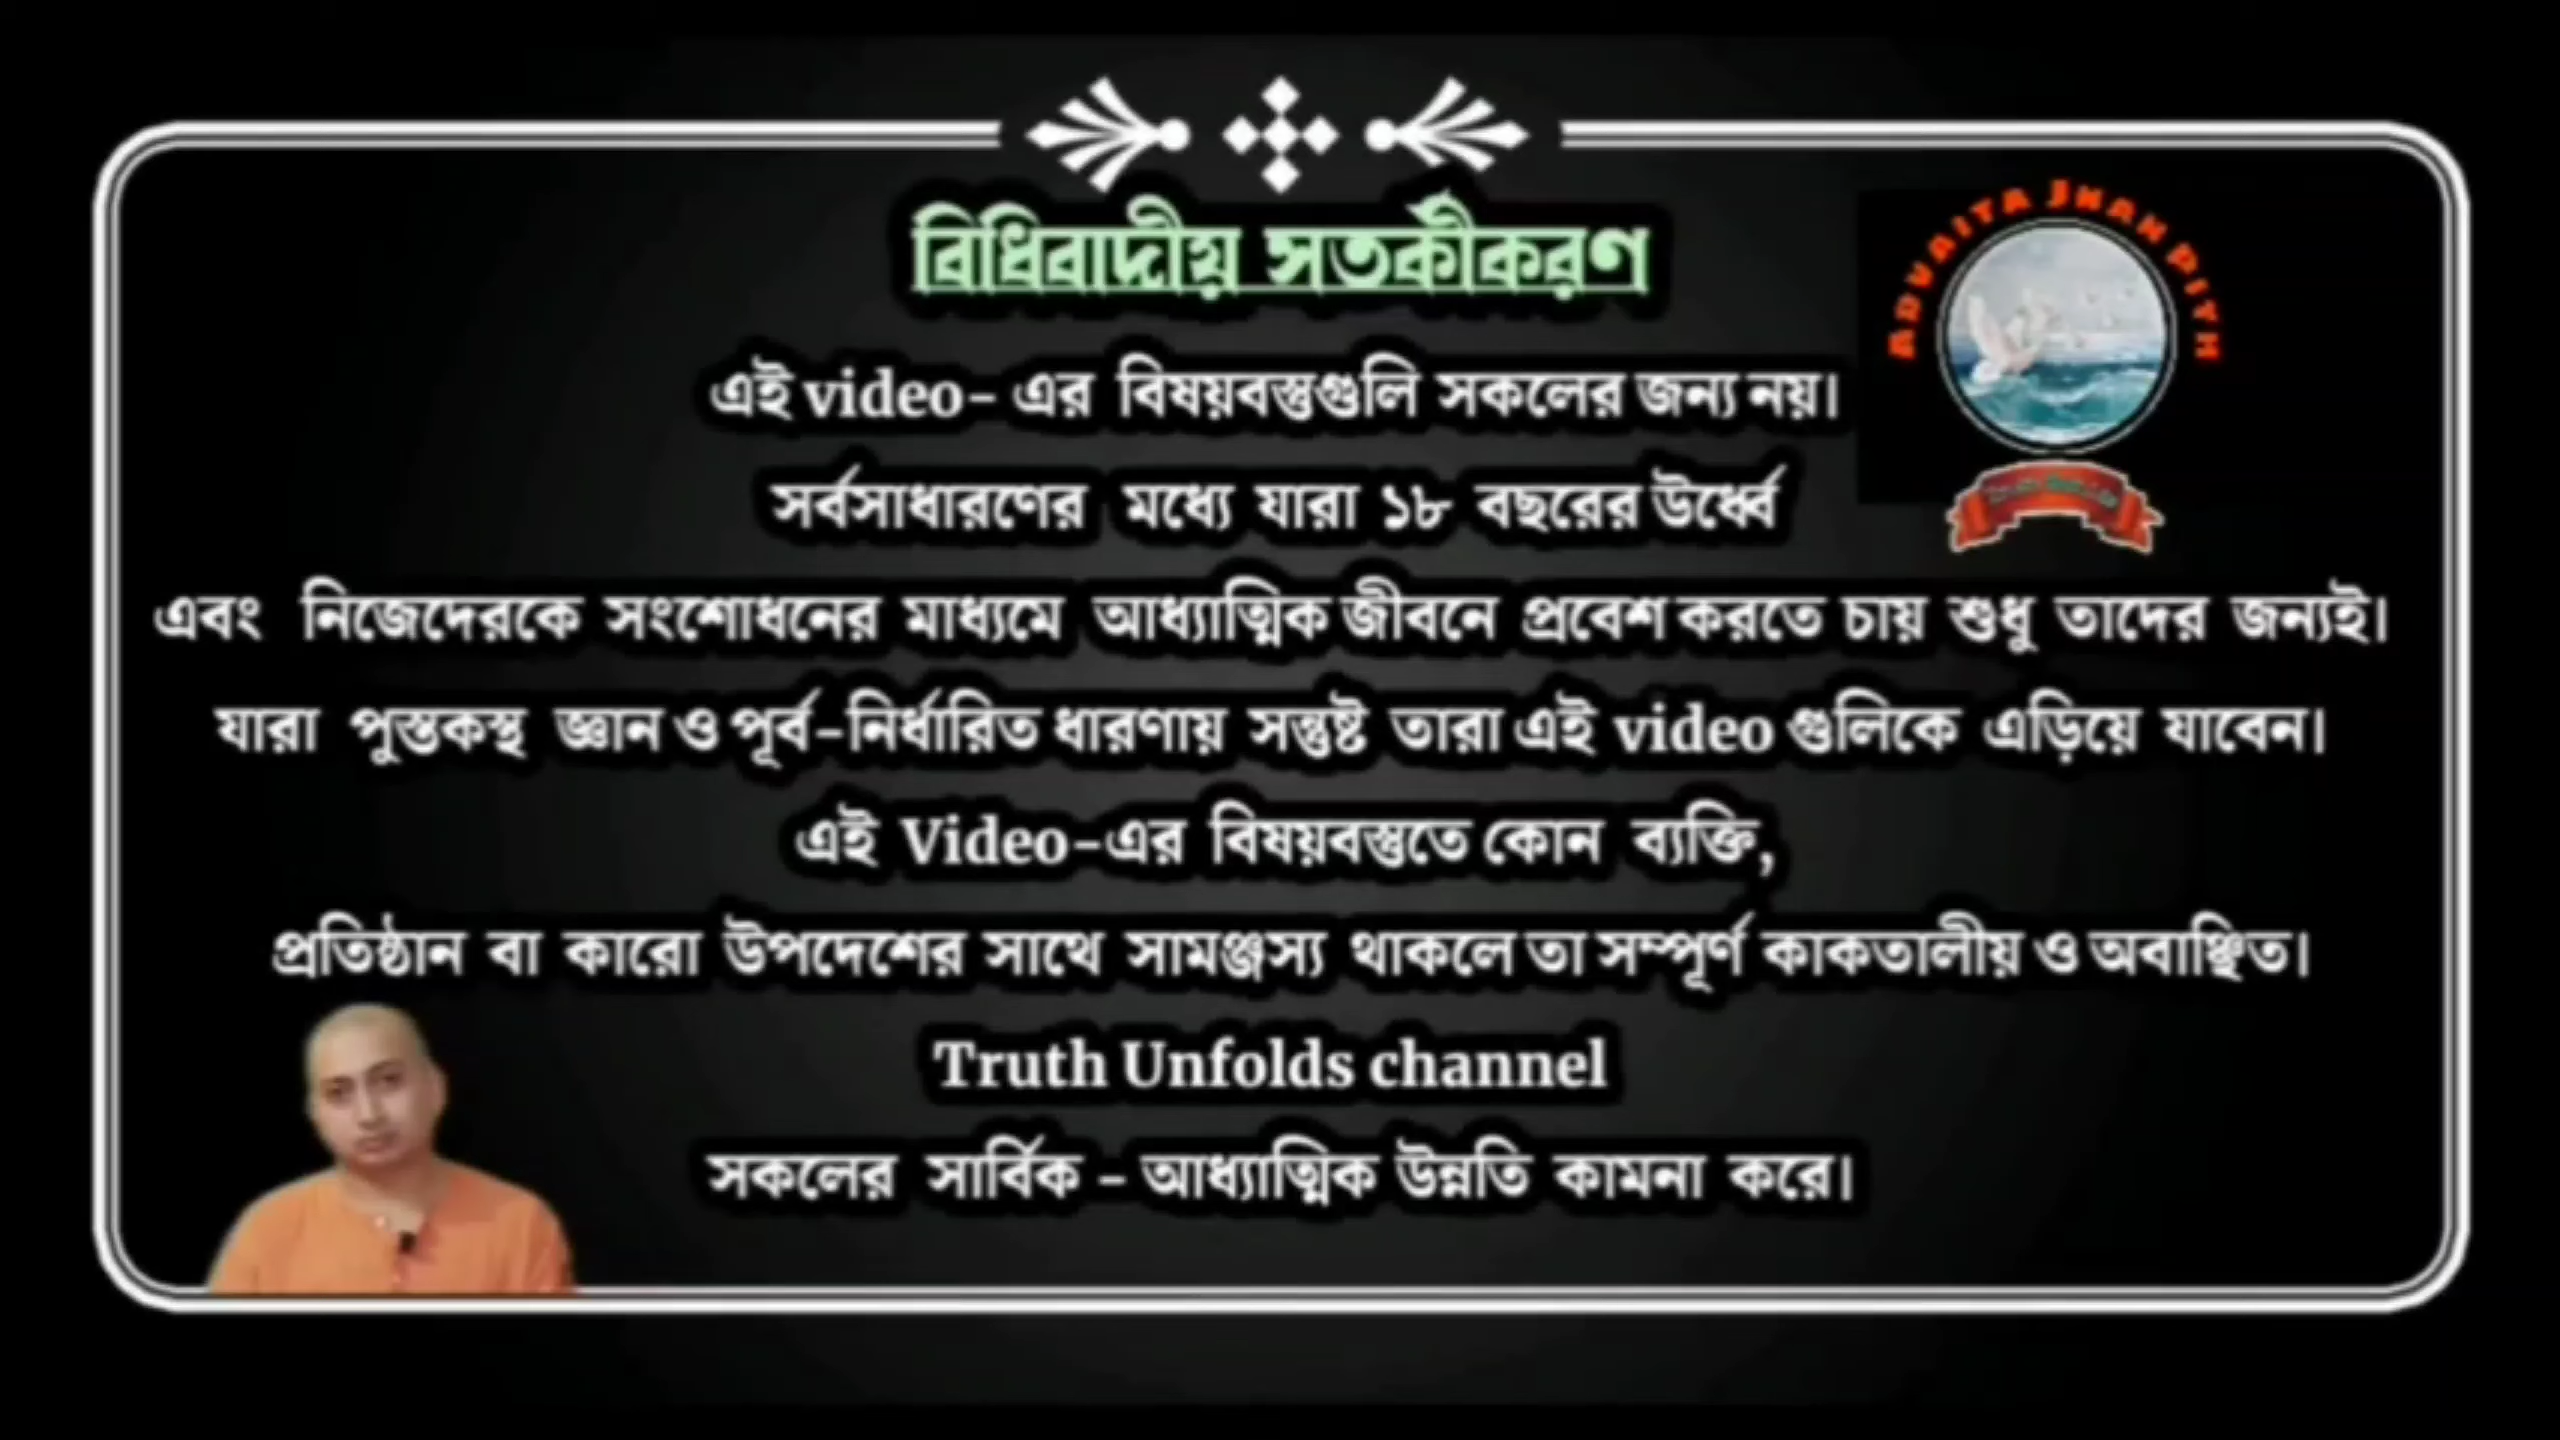 বিধিবাদীয় সতর্কীকরণ
ADVAITA JNAN PITH
এই video- এর বিষয়বস্তুগুলি সকলের জন্য নয়।
সর্বসাধারণের মধ্যে যারা ১৮ বছরের উর্ধ্বে
এবং নিজেদেরকে সংশোধনের মাধ্যমে আধ্যাত্মিক জীবনে প্রবেশ করতে চায় শুধু তাদের জন্যই।
যারা পুস্তকস্থ জ্ঞান ও পূর্ব-নির্ধারিত ধারণায় সন্তুষ্ট তারা এই video গুলিকে এড়িয়ে যাবেন।
এই Video-এর বিষয়বস্তুতে কোন ব্যক্তি,
প্রতিষ্ঠান বা কারো উপদেশের সাথে সামঞ্জস্য থাকলে তা সম্পূর্ণ কাকতালীয় ও অবাঞ্ছিত।
Truth Unfolds channel
সকলের সার্বিক - আধ্যাত্মিক উন্নতি কামনা করে।